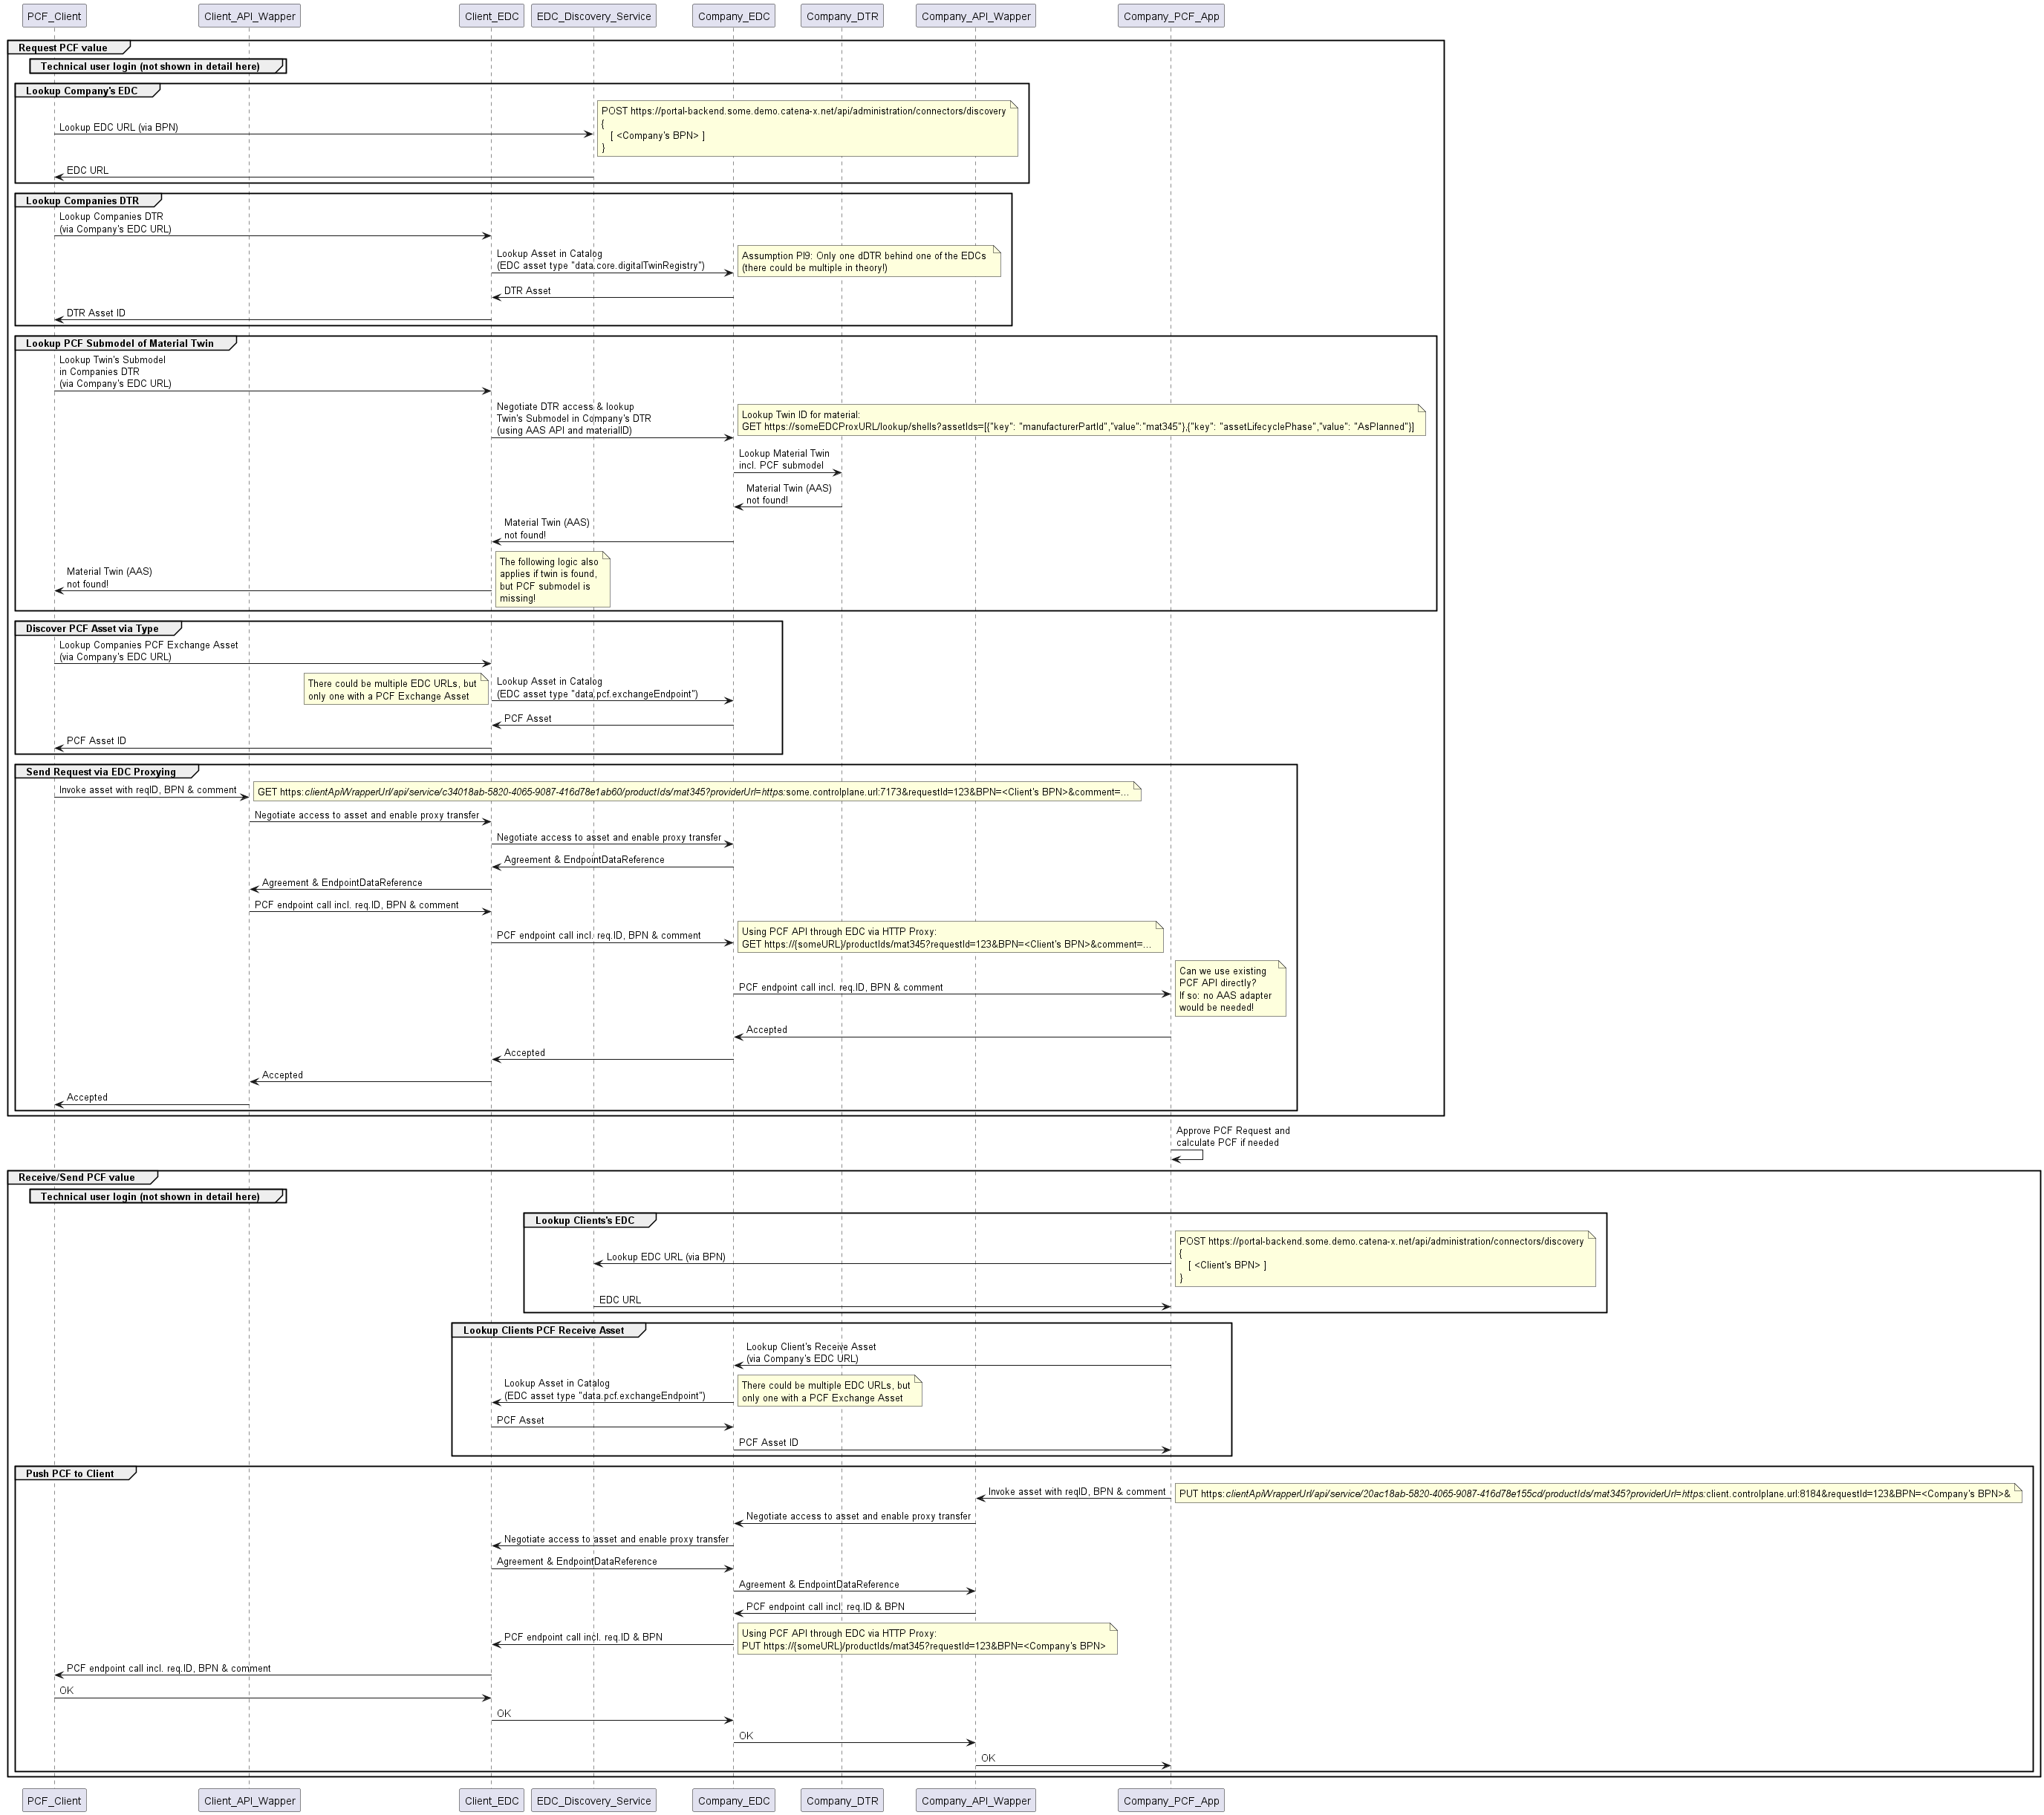 PCF_Client
Client_API_Wapper
Client_EDC
EDC_Discovery_Service
Company_EDC
Company_DTR
Company_API_Wapper
Company_PCF_App
Request PCF value
Technical user login (not shown in detail here)
Lookup Company's EDC
POST https://portal-backend.some.demo.catena-x.net/api/administration/connectors/discovery
{
[ <Company's BPN> ]
}
Lookup EDC URL (via BPN)
EDC URL
Lookup Companies DTR
Lookup Companies DTR
(via Company's EDC URL)
Lookup Asset in Catalog
(EDC asset type "data.core.digitalTwinRegistry")
Assumption PI9: Only one dDTR behind one of the EDCs
(there could be multiple in theory!)
DTR Asset
DTR Asset ID
Lookup PCF Submodel of Material Twin
Lookup Twin's Submodel
in Companies DTR
(via Company's EDC URL)
Negotiate DTR access & lookup
Twin's Submodel in Company's DTR
(using AAS API and materialID)
Lookup Twin ID for material:
GET https://someEDCProxURL/lookup/shells?assetIds=[{"key": "manufacturerPartId","value":"mat345"},{"key": "assetLifecyclePhase","value": "AsPlanned"}]
Lookup Material Twin
incl. PCF submodel
Material Twin (AAS)
not found!
Material Twin (AAS)
not found!
The following logic also
applies if twin is found,
but PCF submodel is
missing!
Material Twin (AAS)
not found!
Discover PCF Asset via Type
Lookup Companies PCF Exchange Asset
(via Company's EDC URL)
There could be multiple EDC URLs, but
only one with a PCF Exchange Asset
Lookup Asset in Catalog
(EDC asset type "data.pcf.exchangeEndpoint")
PCF Asset
PCF Asset ID
Send Request via EDC Proxying
Invoke asset with reqID, BPN & comment
GET https:clientApiWrapperUrl/api/service/c34018ab-5820-4065-9087-416d78e1ab60/productIds/mat345?providerUrl=https:some.controlplane.url:7173&requestId=123&BPN=<Client's BPN>&comment=...
Negotiate access to asset and enable proxy transfer
Negotiate access to asset and enable proxy transfer
Agreement & EndpointDataReference
Agreement & EndpointDataReference
PCF endpoint call incl. req.ID, BPN & comment
PCF endpoint call incl. req.ID, BPN & comment
Using PCF API through EDC via HTTP Proxy:
GET https://{someURL}/productIds/mat345?requestId=123&BPN=<Client's BPN>&comment=...
PCF endpoint call incl. req.ID, BPN & comment
Can we use existing
PCF API directly?
If so: no AAS adapter
would be needed!
Accepted
Accepted
Accepted
Accepted
Approve PCF Request and
calculate PCF if needed
Receive/Send PCF value
Technical user login (not shown in detail here)
Lookup Clients's EDC
POST https://portal-backend.some.demo.catena-x.net/api/administration/connectors/discovery
{
[ <Client's BPN> ]
}
Lookup EDC URL (via BPN)
EDC URL
Lookup Clients PCF Receive Asset
Lookup Client's Receive Asset
(via Company's EDC URL)
Lookup Asset in Catalog
(EDC asset type "data.pcf.exchangeEndpoint")
There could be multiple EDC URLs, but
only one with a PCF Exchange Asset
PCF Asset
PCF Asset ID
Push PCF to Client
Invoke asset with reqID, BPN & comment
PUT https:clientApiWrapperUrl/api/service/20ac18ab-5820-4065-9087-416d78e155cd/productIds/mat345?providerUrl=https:client.controlplane.url:8184&requestId=123&BPN=<Company's BPN>&
Negotiate access to asset and enable proxy transfer
Negotiate access to asset and enable proxy transfer
Agreement & EndpointDataReference
Agreement & EndpointDataReference
PCF endpoint call incl. req.ID & BPN
PCF endpoint call incl. req.ID & BPN
Using PCF API through EDC via HTTP Proxy:
PUT https://{someURL}/productIds/mat345?requestId=123&BPN=<Company's BPN>
PCF endpoint call incl. req.ID, BPN & comment
OK
OK
OK
OK
PCF_Client
Client_API_Wapper
Client_EDC
EDC_Discovery_Service
Company_EDC
Company_DTR
Company_API_Wapper
Company_PCF_App